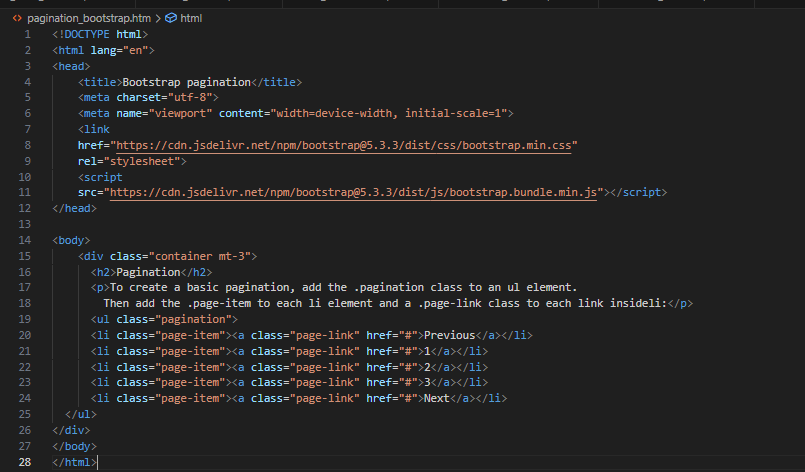 pagination_bootstrap.htm > html
1 <!DOCTYPE html>
2 <html lang="en">
3 <head>
4 <title>Bootstrap pagination</title>
5 <meta charset="utf-8">
6 <meta name="viewport" content="width=device-width, initial-scale=1">
7 <link
8 href="https://cdn.jsdelivr.net/npm/bootstrap@5.3.3/dist/css/bootstrap.min.css"
9 rel="stylesheet">
10 <script
11 src="https://cdn.jsdelivr.net/npm/bootstrap@5.3.3/dist/js/bootstrap.bundle.min.js"></script>
12 </head>
13
14 <body>
15 <div class="container mt-3">
16 <h2>Pagination</h2>
17 <p>To create a basic pagination, add the .pagination class to an ul element.
18 Then add the .page-item to each li element and a .page-link class to each link insideli:</p>
19 <ul class="pagination">
20 <li class="page-item"><a class="page-link" href="#">Previous</a></li>
21 <li class="page-item"><a class="page-link" href="#">1</a></li>
22 <li class="page-item"><a class="page-link" href="#">2</a></li>
23 <li class="page-item"><a class="page-link" href="#">3</a></li>
24 <li class="page-item"><a class="page-link" href="#">Next</a></li>
25 </ul>
26 </div>
27 </body>
28 </html>